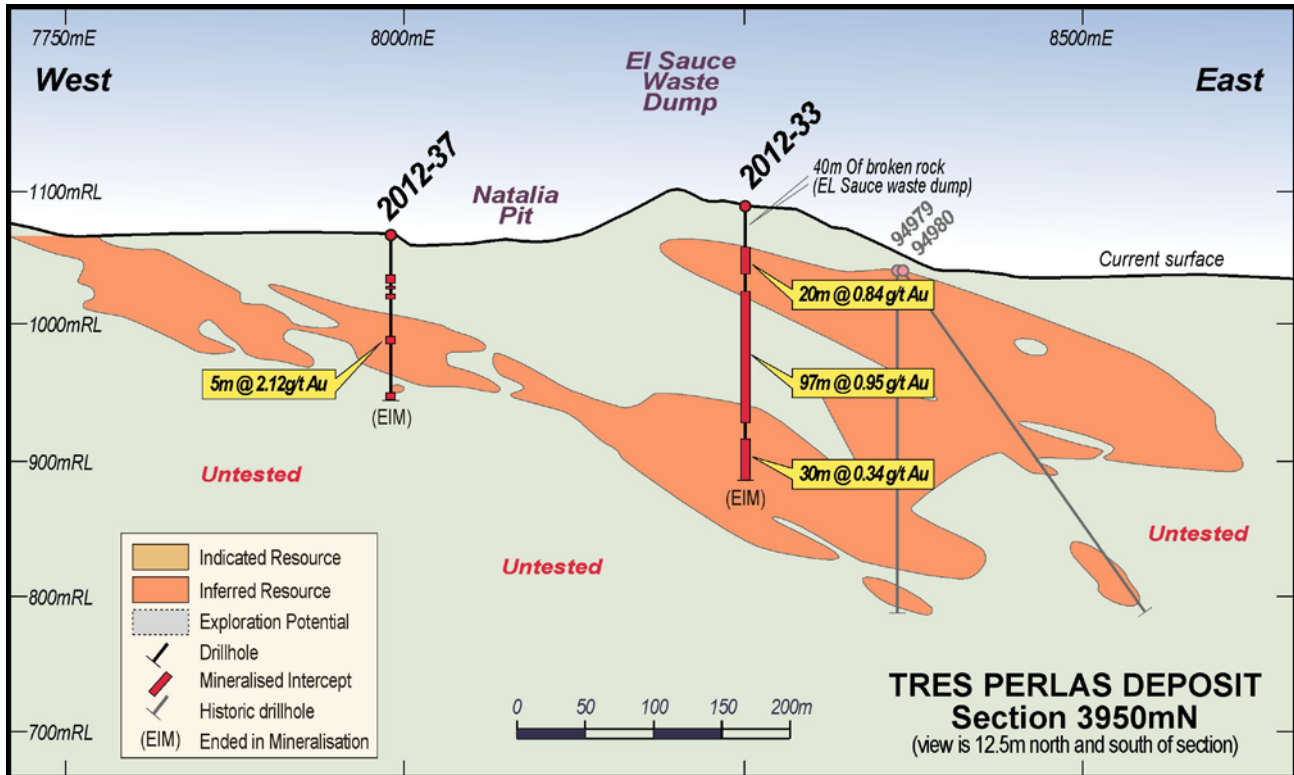 7750mE
8000mE
8500mE
West
El Sauce
Waste
Dump
East
2012-37
2012-33
40m Of broken rock
(EL Sauce waste dump)
1100mRL
Natalia
Pit
94979
94980
Current surface
20m @ 0.84 g/t Au
1000mRL
5m @ 2.12g/t Au
97m @ 0.95 g/t Au
(EIM)
900mRL
Untested
30m @ 0.34 g/t Au
(EIM)
Untested
Untested
800mRL
700mRL
Indicated Resource
Inferred Resource
Exploration Potential
Drillhole
Mineralised Intercept
Historic drillhole
(EIM) Ended in Mineralisation
0 50 100 150 200m
TRES PERLAS DEPOSIT
Section 3950mN
(view is 12.5m north and south of section)